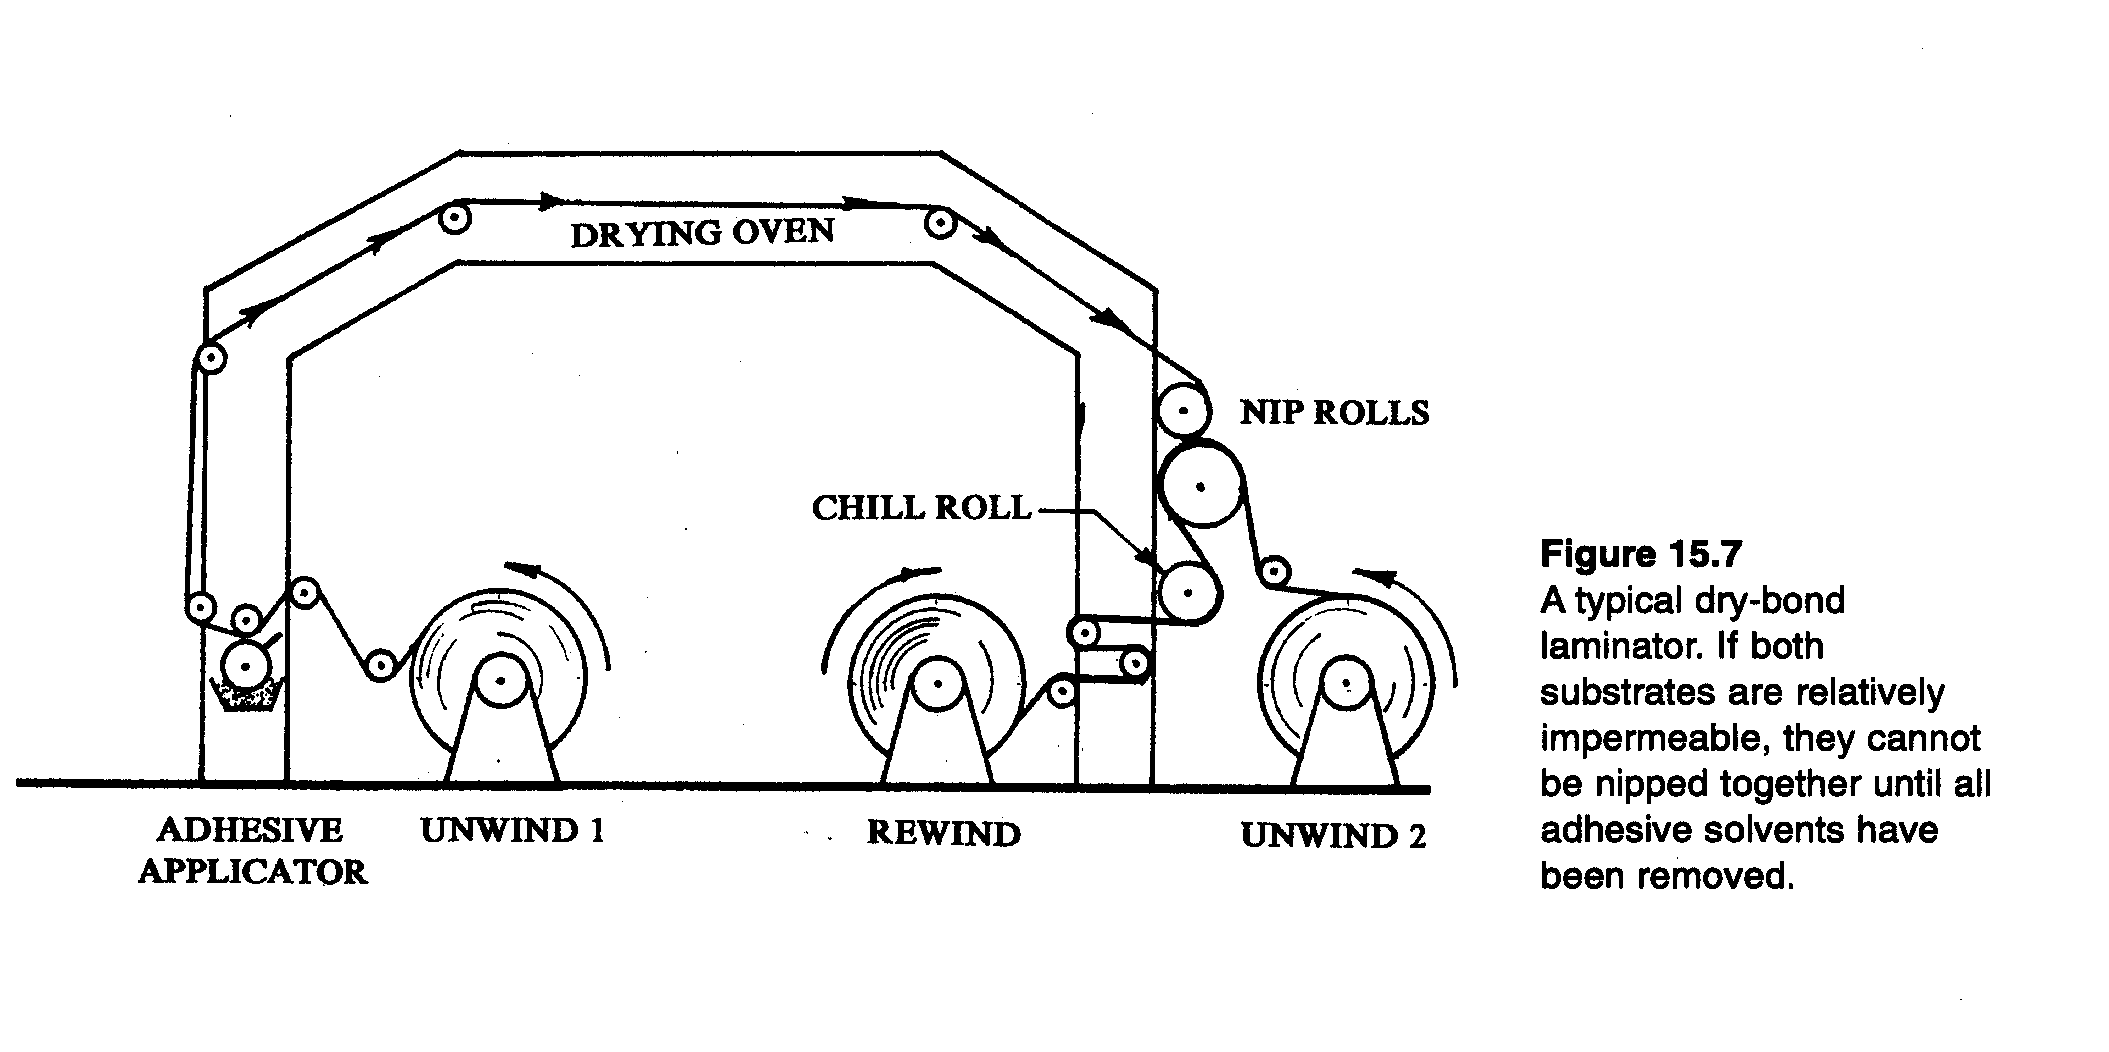 DRYING OVEN
NIP ROLLS
CHILL ROLL
ADHESIVE
APPLICATOR
UNWIND 1
REWIND
UNWIND 2
Figure 15.7
A typical dry-bond
laminator. If both
substrates are relatively
impermeable, they cannot
be nipped together until all
adhesive solvents have
been removed.